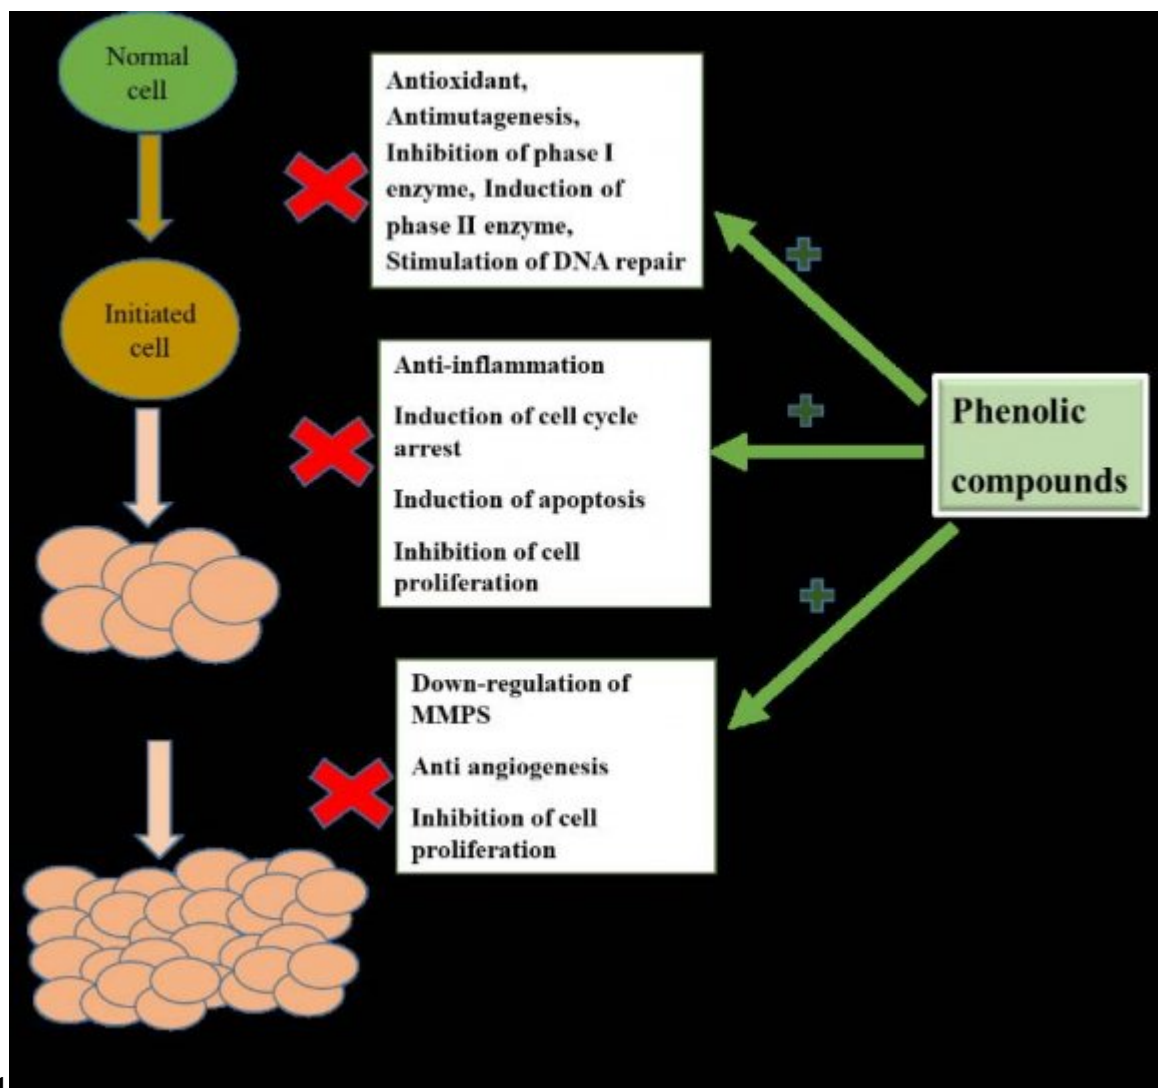 Normal
cell
Antioxidant,
Antimutagenesis,
Inhibition of phase I
enzyme, Induction of
phase II enzyme,
Stimulation of DNA repair
Initiated
cell
Anti-inflammation
Induction of cell cycle
arrest
Induction of apoptosis
Inhibition of cell
proliferation
Phenolic
compounds
Down-regulation of
MMPS
Anti angiogenesis
Inhibition of cell
proliferation